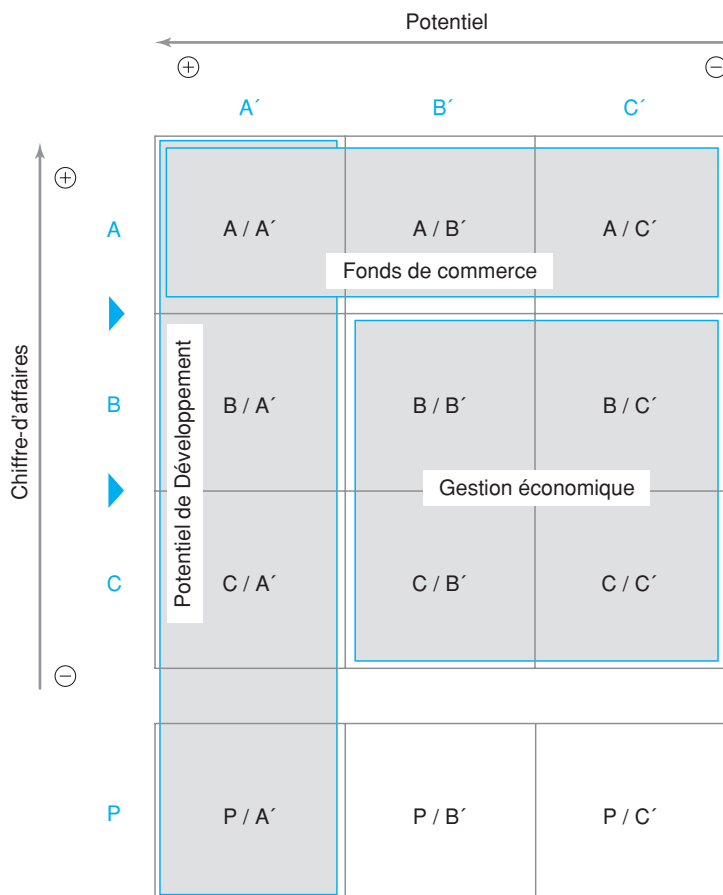 Potentiel
+ −
A´ B´ C´
+
A A / A´ A / B´ A / C´
Fonds de commerce
Chiffre-d'affaires
Potentiel de Développement
B B / A´ B / B´ B / C´
Gestion économique
C C / A´ C / B´ C / C´
−
P P / A´ P / B´ P / C´